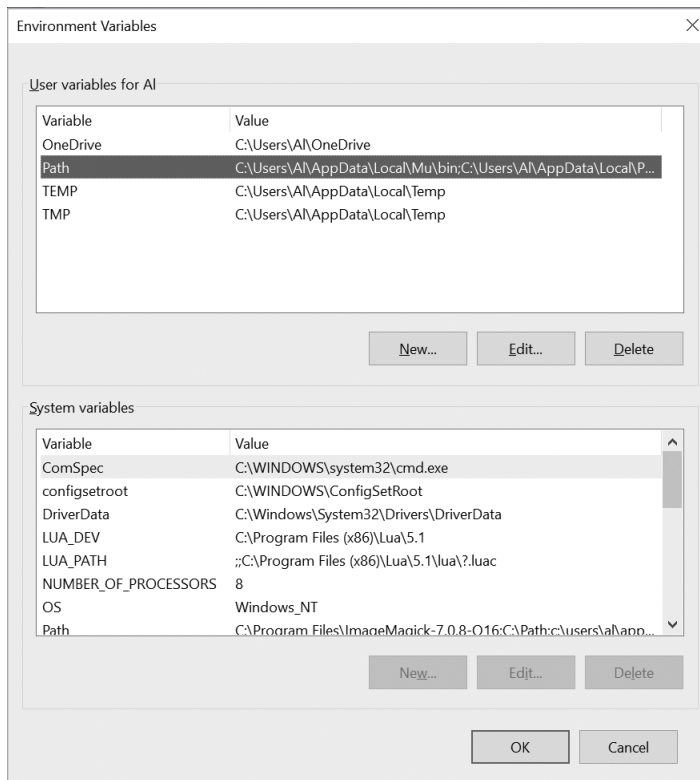 Environment Variables
User variables for Al
Variable Value
OneDrive C:\Users\Al\OneDrive
Path C:\Users\Al\AppData\Local\Mu\bin;C:\Users\Al\AppData\Local\P...
TEMP C:\Users\Al\AppData\Local\Temp
TMP C:\Users\Al\AppData\Local\Temp
New... Edit... Delete
System variables
Variable Value
ComSpec C:\WINDOWS\system32\cmd.exe
configsetroot C:\WINDOWS\ConfigSetRoot
DriverData C:\Windows\System32\Drivers\DriverData
LUA_DEV C:\Program Files (x86)\Lua\5.1
LUA_PATH ;;C:\Program Files (x86)\Lua\5.1\lua\?.luac
NUMBER_OF_PROCESSORS 8
OS Windows_NT
Path C:\Program Files\ImageMagick-7.0.8-Q16;C:\Path;c:\users\al\app...
New... Edit... Delete
OK Cancel